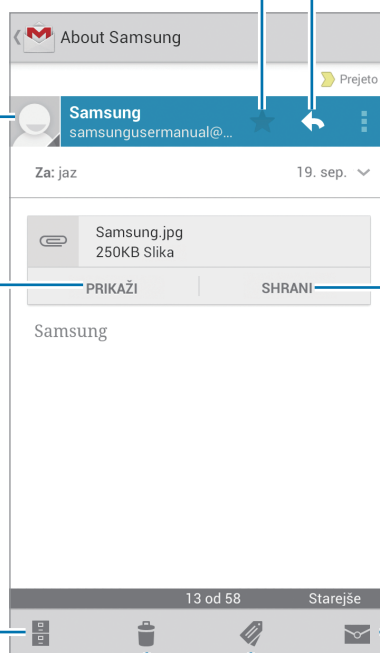 About Samsung
Prejeto
Samsung
samsungusermanual@...
Za: jaz 19. sep.
Samsung.jpg
250KB Slika
PRIKAŽI SHRANI
Samsung
13 od 58 Starejše